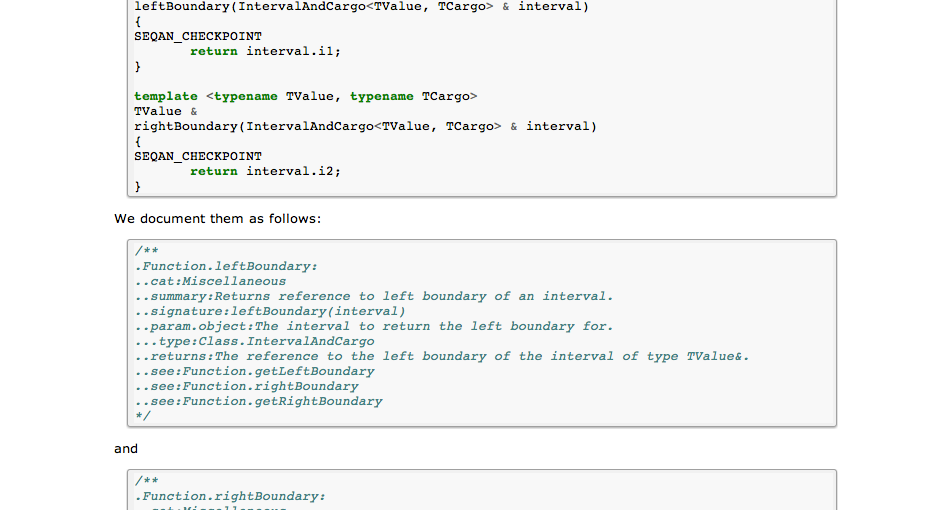 leftBoundary(IntervalAndCargo<TValue, TCargo> & interval)
{
SEQAN_CHECKPOINT
       return interval.i1;
}

template <typename TValue, typename TCargo>
TValue &
rightBoundary(IntervalAndCargo<TValue, TCargo> & interval)
{
SEQAN_CHECKPOINT
       return interval.i2;
}
We document them as follows:
/**
.Function.leftBoundary:
..cat:Miscellaneous
..summary:Returns reference to left boundary of an interval.
..signature:leftBoundary(interval)
..param.object:The interval to return the left boundary for.
...type:Class.IntervalAndCargo
..returns:The reference to the left boundary of the interval of type TValue&.
..see:Function.getLeftBoundary
..see:Function.rightBoundary
..see:Function.getRightBoundary
*/
and
/**
.Function.rightBoundary:
..cat:Miscellaneous